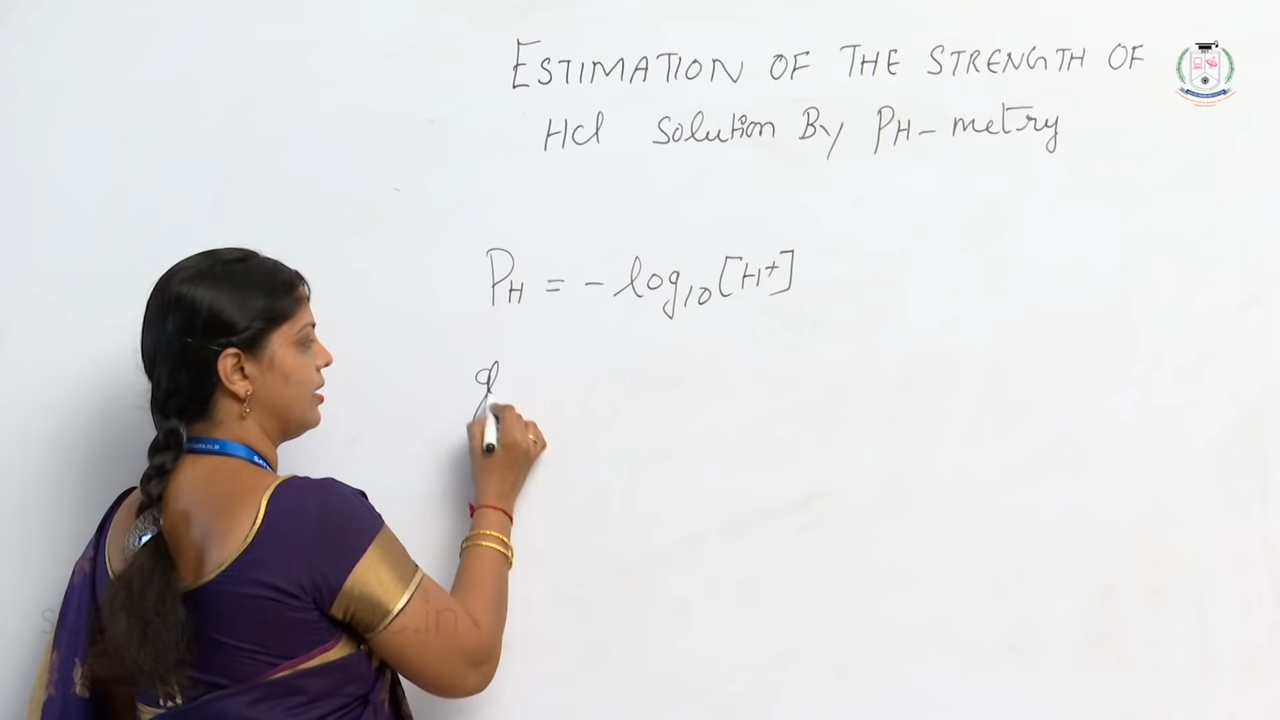 ESTIMATION OF THE STRENGTH OF
HCl Solution By PH-metry
PH = -log10[H+]